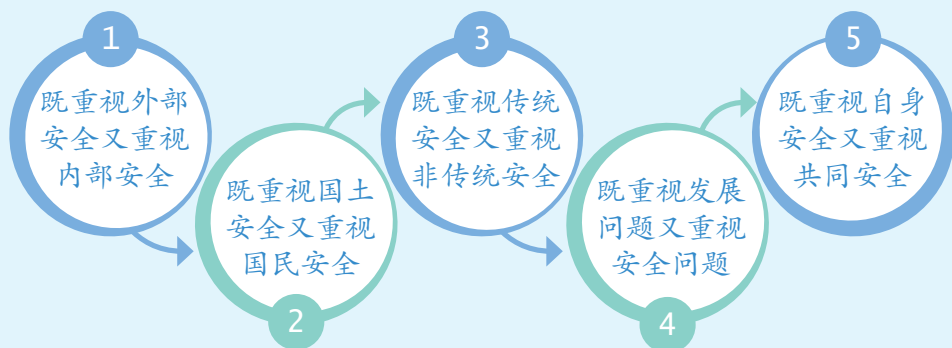 1
既重视外部
安全又重视
内部安全
既重视国土
安全又重视
国民安全
2
3
既重视传统
安全又重视
非传统安全
既重视发展
问题又重视
安全问题
4
5
既重视自身
安全又重视
共同安全